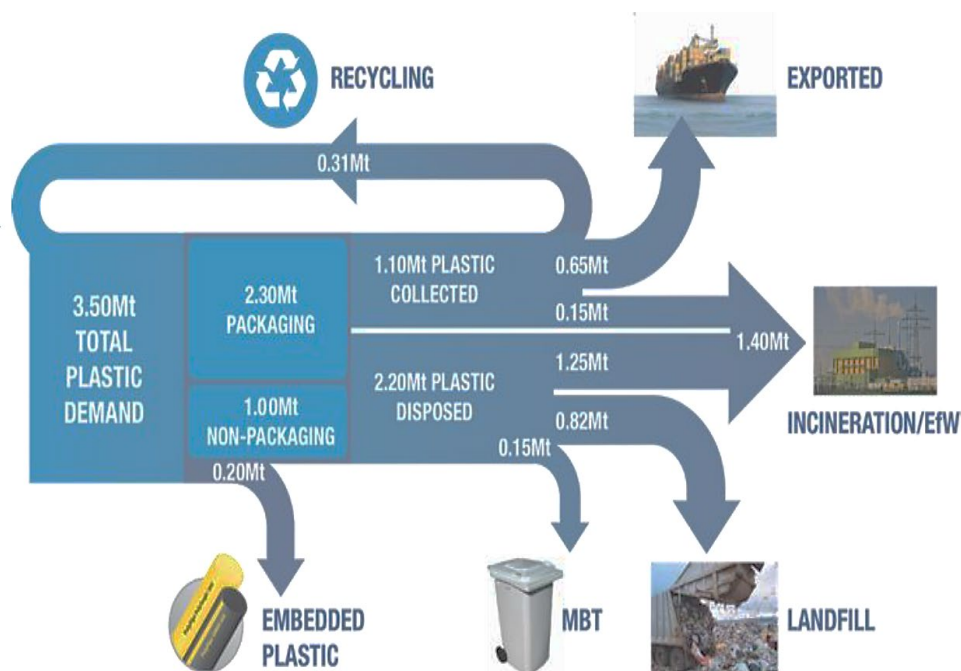 RECYCLING
EXPORTED
0.31Mt
3.50Mt
TOTAL
PLASTIC
DEMAND
2.30Mt
PACKAGING
1.00Mt
NON-PACKAGING
0.20Mt
1.10Mt PLASTIC
COLLECTED
0.65Mt
0.15Mt
1.40Mt
2.20Mt PLASTIC
DISPOSED
1.25Mt
0.82Mt
0.15Mt
INCINERATION/EfW
EMBEDDED
PLASTIC
MBT
LANDFILL